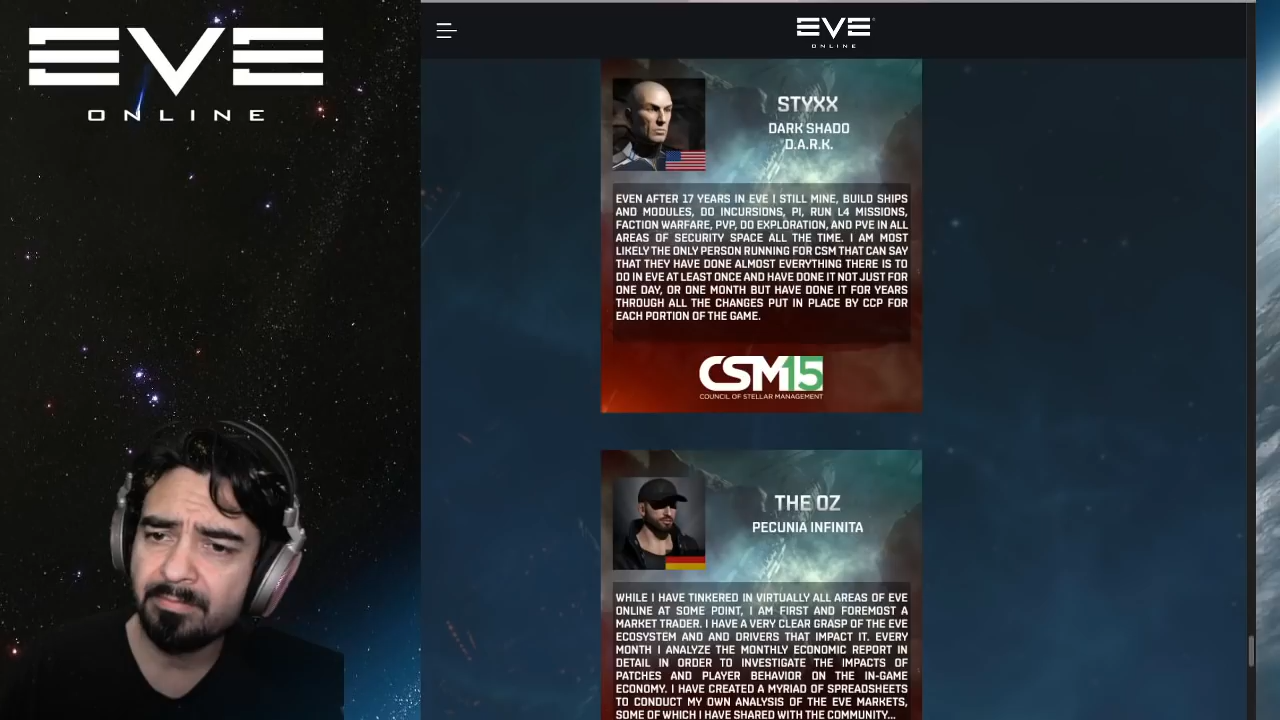 EVE
ONLINE
EVE
ONLINE
STYXX
DARK SHADO
D.A.R.K.
EVEN AFTER 17 YEARS IN EVE I STILL MINE, BUILD SHIPS
AND MODULES, DO INCURSIONS, PI, RUN L4 MISSIONS,
FACTION WARFARE, PVP, DO EXPLORATION, AND PVE IN ALL
AREAS OF SECURITY SPACE ALL THE TIME. I AM MOST
LIKELY THE ONLY PERSON RUNNING FOR CSM THAT CAN SAY
THAT THEY HAVE DONE ALMOST EVERYTHING THERE IS TO
DO IN EVE AT LEAST ONCE AND HAVE DONE IT NOT JUST FOR
ONE DAY, OR ONE MONTH BUT HAVE DONE IT FOR YEARS
THROUGH ALL THE CHANGES PUT IN PLACE BY CCP FOR
EACH PORTION OF THE GAME.
CSM15
COUNCIL OF STELLAR MANAGEMENT
THE OZ
PECUNIA INFINITA
WHILE I HAVE TINKERED IN VIRTUALLY ALL AREAS OF EVE
ONLINE AT SOME POINT, I AM FIRST AND FOREMOST A
MARKET TRADER. I HAVE A VERY CLEAR GRASP OF THE EVE
ECOSYSTEM AND AND DRIVERS THAT IMPACT IT. EVERY
MONTH I ANALYZE THE MONTHLY ECONOMIC REPORT IN
DETAIL IN ORDER TO INVESTIGATE THE IMPACTS OF
PATCHES AND PLAYER BEHAVIOR ON THE IN-GAME
ECONOMY. I HAVE CREATED A MYRIAD OF SPREADSHEETS
TO CONDUCT MY OWN ANALYSIS OF THE EVE MARKETS,
SOME OF WHICH I HAVE SHARED WITH THE COMMUNITY...